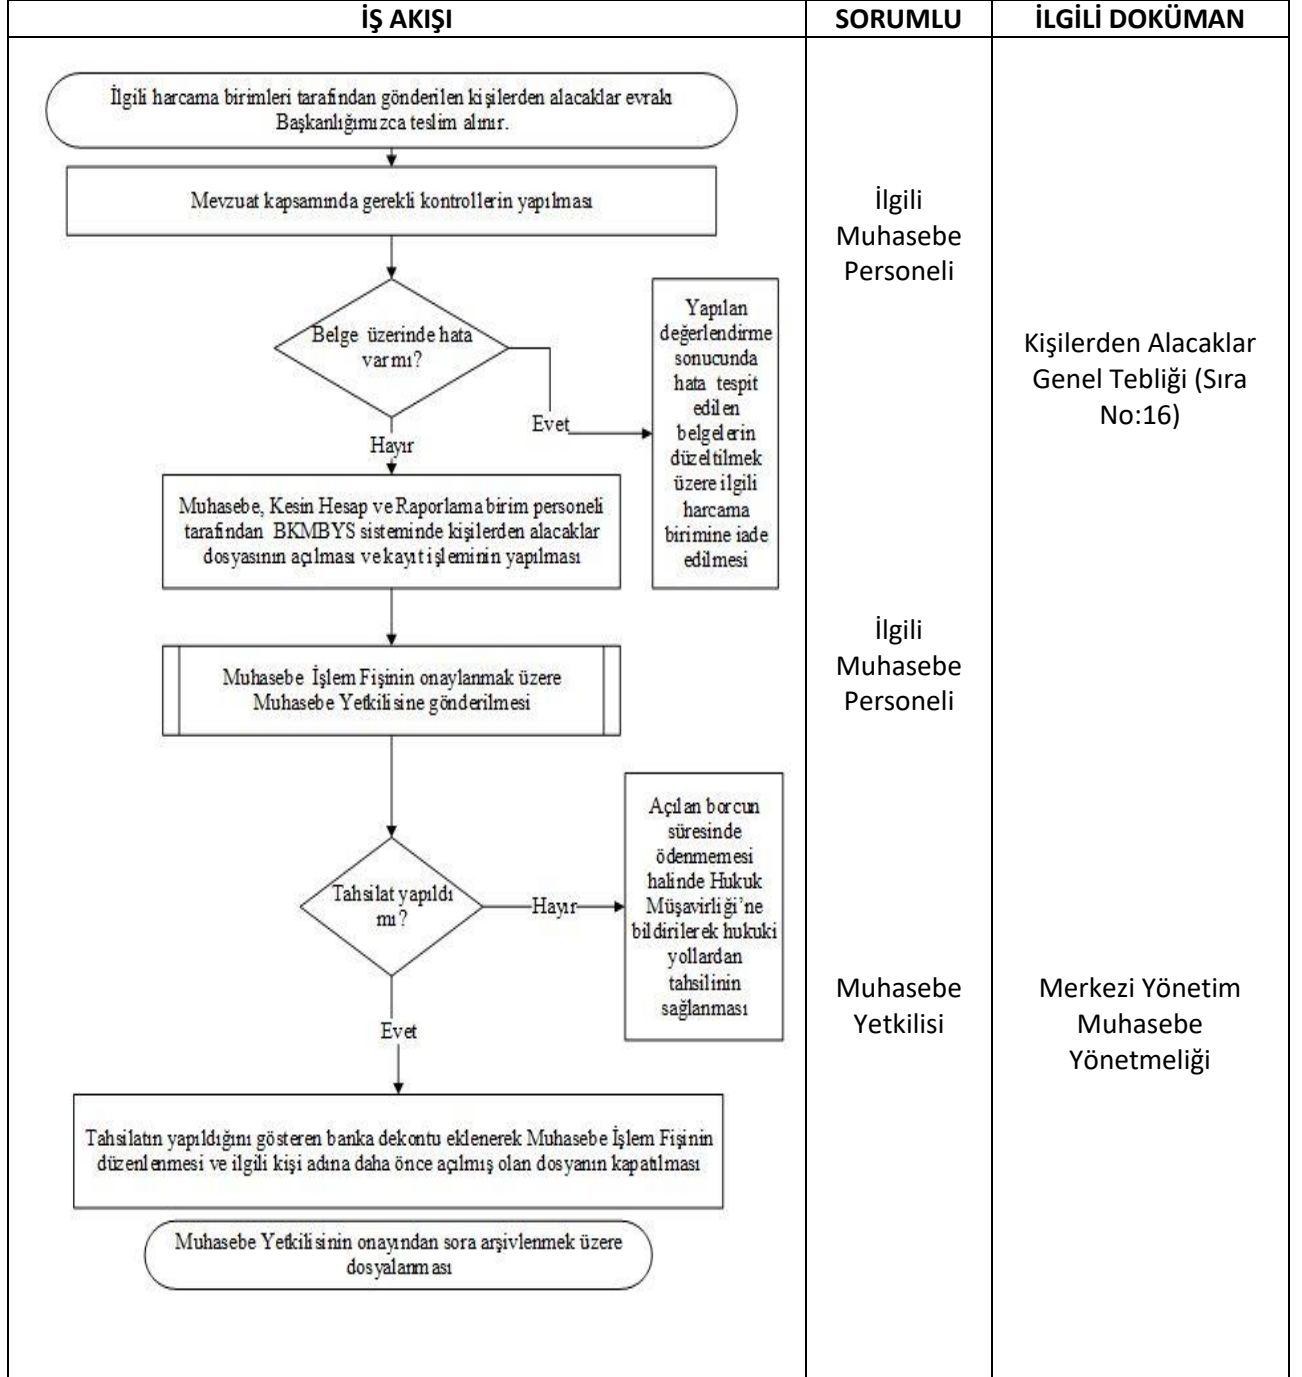 İŞ AKIŞI
SORUMLU
İLGİLİ DOKÜMAN
İlgili harcama birimleri tarafından gönderilen kişilerden alacaklar evrakı
Başkanlığımızca teslim alınır.
Mevzuat kapsamında gerekli kontrollerin yapılması
Belge üzerinde hata
var mı?
Evet
Hayır
Yapılan
değerlendirme
sonucunda
hata tespit
edilen
belgelerin
düzeltilmek
üzere ilgili
harcama
birimine iade
edilmesi
Muhasebe, Kesin Hesap ve Raporlama birim personeli
tarafından BKMBYS sisteminde kişilerden alacaklar
dosyasının açılması ve kayıt işleminin yapılması
Muhasebe İşlem Fişinin onaylanmak üzere
Muhasebe Yetkilisine gönderilmesi
Tahsilat yapıldı
mı?
Hayır
Açılan borcun
süresinde
ödenmemesi
halinde Hukuk
Müşavirliği’ne
bildirilerek hukuki
yollardan
tahsilinin
sağlanması
Evet
Tahsilatın yapıldığını gösteren banka dekontu eklenerek Muhasebe İşlem Fişinin
düzenlenmesi ve ilgili kişi adına daha önce açılmış olan dosyanın kapatılması
Muhasebe Yetkilisinin onayından sora arşivlenmek üzere
dosyalanması
İlgili
Muhasebe
Personeli
İlgili
Muhasebe
Personeli
Muhasebe
Yetkilisi
Kişilerden Alacaklar
Genel Tebliği (Sıra
No:16)
Merkezi Yönetim
Muhasebe
Yönetmeliği